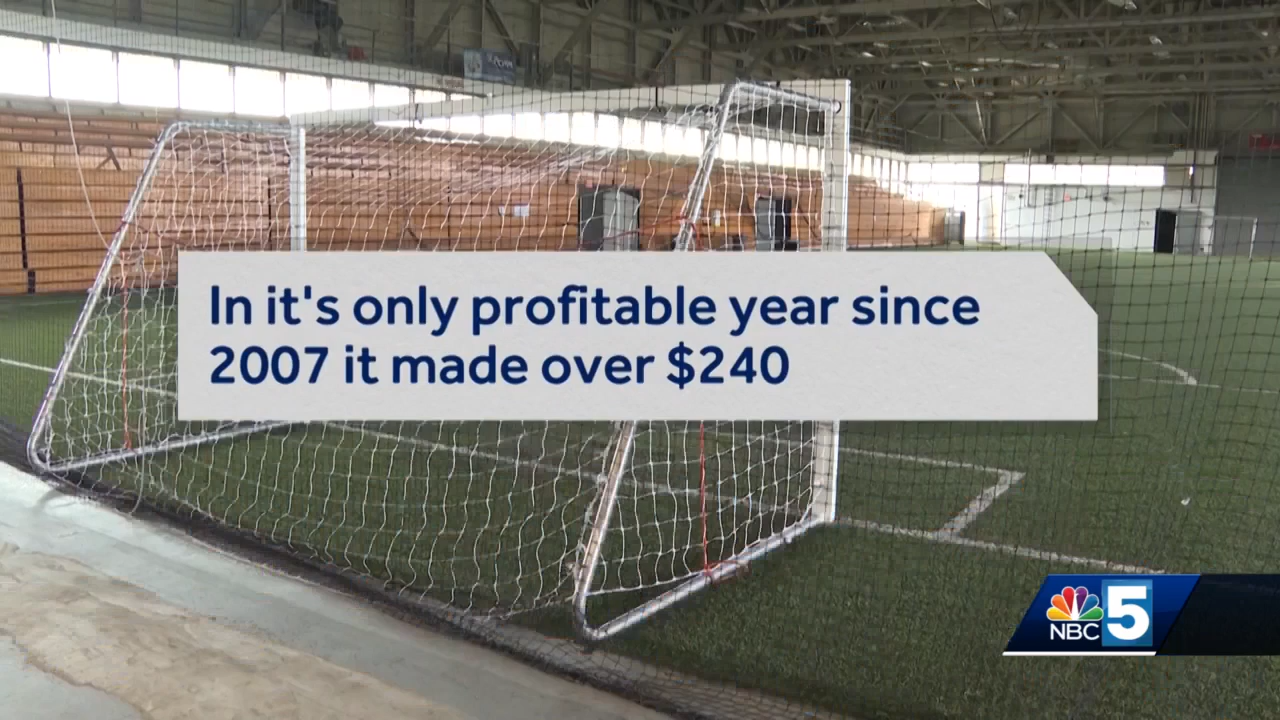 In it's only profitable year since
2007 it made over $240
NBC 5